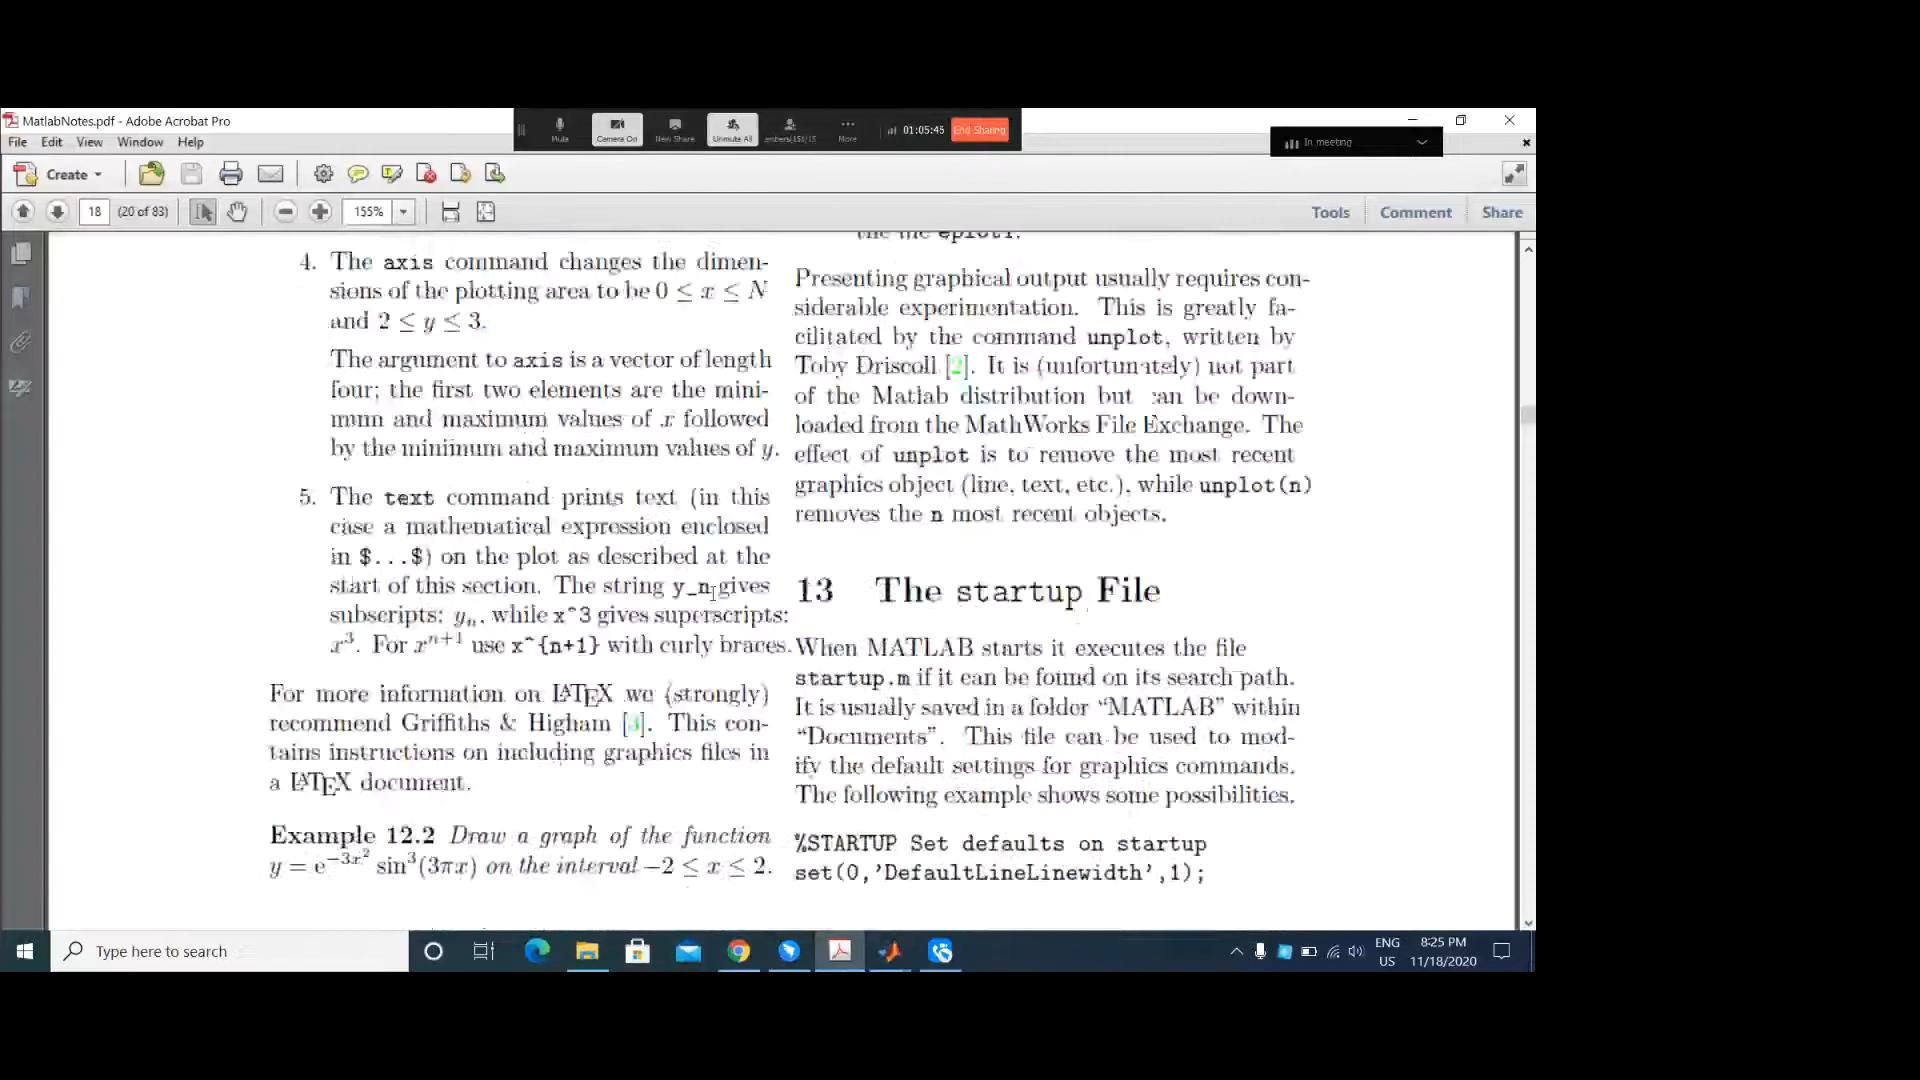 MatlabNotes.pdf - Adobe Acrobat Pro
Mute
Camera On
New Share
Unmute All
embers(151/15
More
01:05:45
End Sharing
In meeting
File Edit View Window Help
Create
18 (20 of 83) 155%
Tools Comment Share
4. The axis command changes the dimen-
sions of the plotting area to be 0 ≤ x ≤ N
and 2 ≤ y ≤ 3.
The argument to axis is a vector of length
four; the first two elements are the mini-
mum and maximum values of x followed
by the minimum and maximum values of y.
5. The text command prints text (in this
case a mathematical expression enclosed
in $...$) on the plot as described at the
start of this section. The string y_n gives
subscripts: yₙ, while x^3 gives superscripts:
x³. For xⁿ⁺¹ use x^{n+1} with curly braces.
For more information on LATEX we (strongly)
recommend Griffiths & Higham [3]. This con-
tains instructions on including graphics files in
a LATEX document.
Example 12.2 Draw a graph of the function
y = e^{−3x²} sin³(3πx) on the interval −2 ≤ x ≤ 2.
Presenting graphical output usually requires con-
siderable experimentation. This is greatly fa-
cilitated by the command unplot, written by
Toby Driscoll [2]. It is (unfortunately) not part
of the Matlab distribution but can be down-
loaded from the MathWorks File Exchange. The
effect of unplot is to remove the most recent
graphics object (line, text, etc.), while unplot(n)
removes the n most recent objects.
13 The startup File
When MATLAB starts it executes the file
startup.m if it can be found on its search path.
It is usually saved in a folder “MATLAB” within
“Documents”. This file can be used to mod-
ify the default settings for graphics commands.
The following example shows some possibilities.
%STARTUP Set defaults on startup
set(0,'DefaultLineLinewidth',1);
Type here to search
ENG
US
8:25 PM
11/18/2020